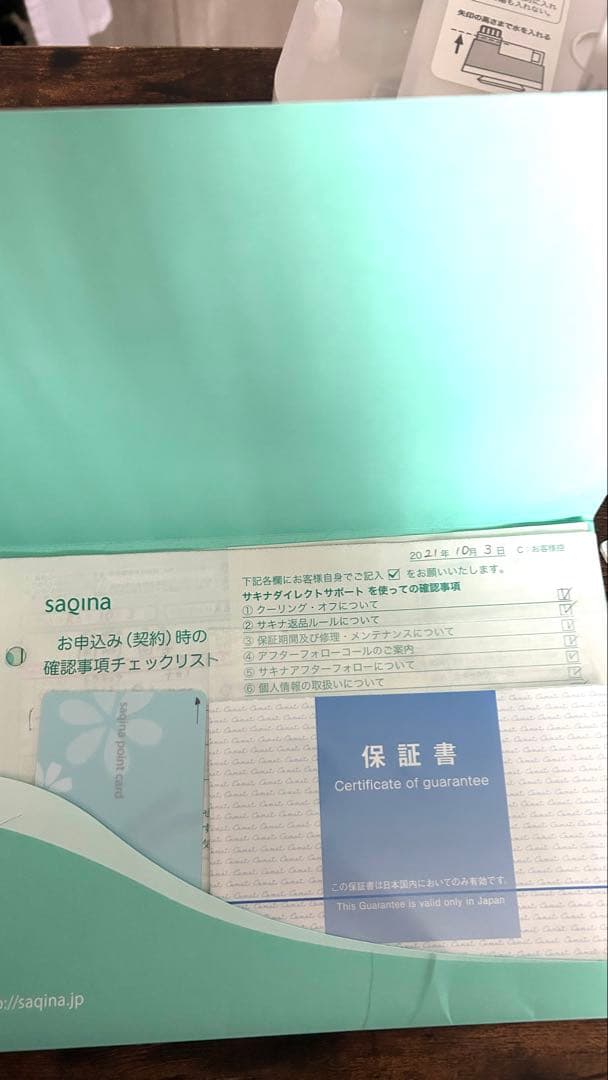 も入れない。
矢印の高さまで水を入れる
2021年 10月 3日 C:お客様控
下記各欄にお客様自身でご記入 ☑ をお願いいたします。
サキナダイレクトサポート を使っての確認事項
① クーリング・オフについて
② サキナ返品ルールについて
③ 保証期間及び修理・メンテナンスについて
④ アフターフォローコールのご案内
⑤ サキナアフターフォローについて
⑥ 個人情報の取扱いについて
saqina
お申込み(契約)時の
確認事項チェックリスト
saqina point card
保証書
Certificate of guarantee
この保証書は日本国内においてのみ有効です。
This Guarantee is valid only in Japan
://saqina.jp